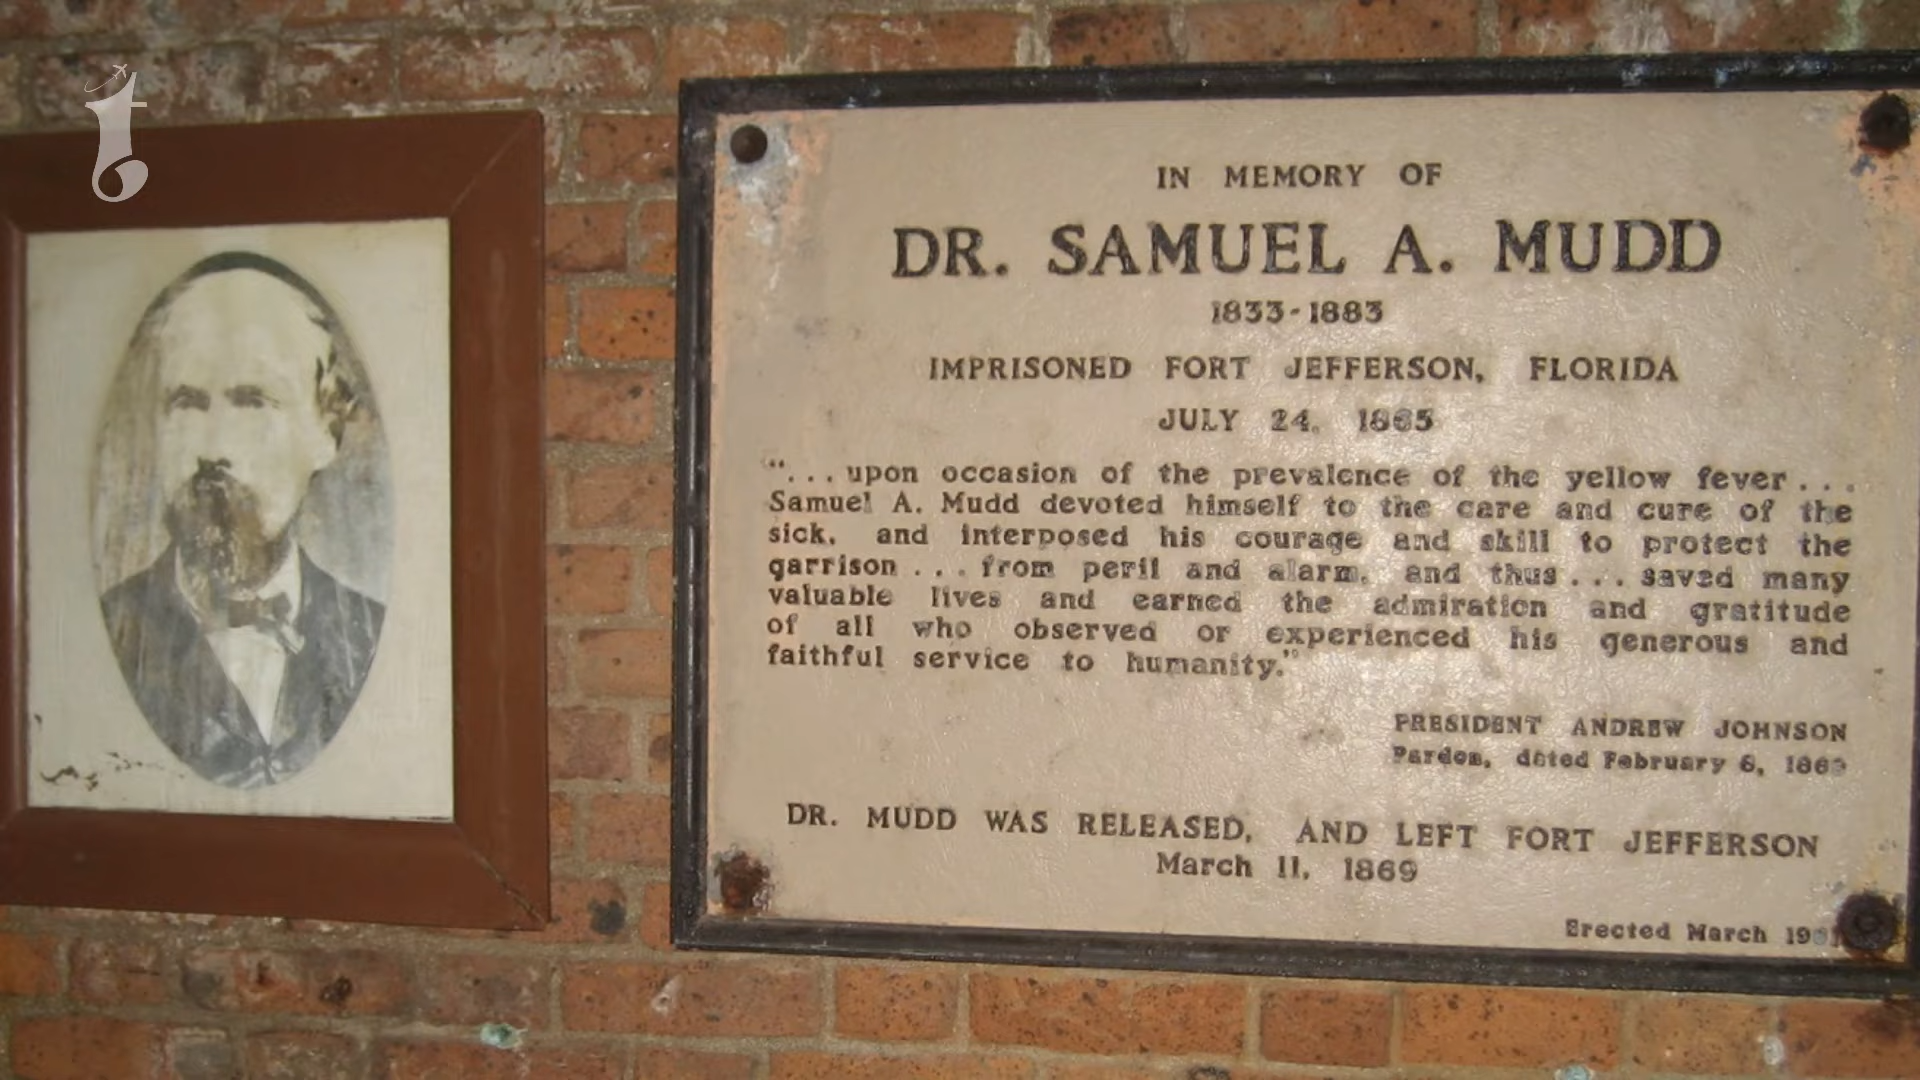 IN MEMORY OF
DR. SAMUEL A. MUDD
1833-1883
IMPRISONED FORT JEFFERSON, FLORIDA
JULY 24, 1865
"... upon occasion of the prevalence of the yellow fever ...
Samuel A. Mudd devoted himself to the care and cure of the
sick, and interposed his courage and skill to protect the
garrison ... from peril and alarm, and thus ... saved many
valuable lives and earned the admiration and gratitude
of all who observed or experienced his generous and
faithful service to humanity."
PRESIDENT ANDREW JOHNSON
Pardon, dated February 8, 1869
DR. MUDD WAS RELEASED, AND LEFT FORT JEFFERSON
March 11, 1869
Erected March